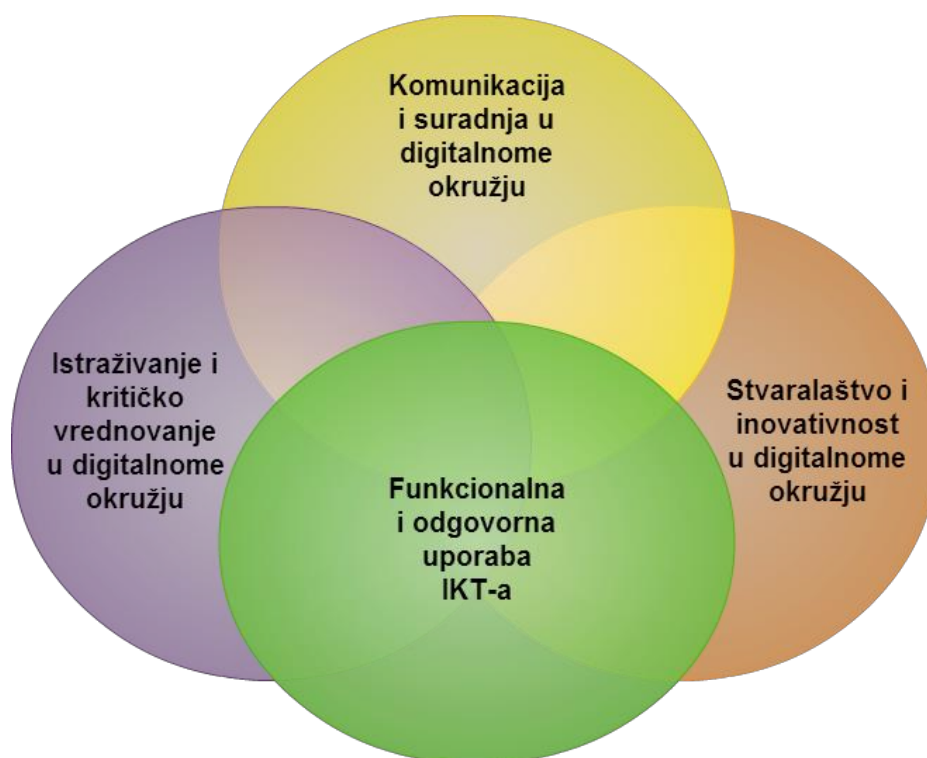 Komunikacija
i suradnja u
digitalnome
okružju
Istraživanje i
kritičko
vrednovanje
u digitalnome
okružju
Stvaralaštvo i
inovativnost
u digitalnome
okružju
Funkcionalna
i odgovorna
uporaba
IKT-a